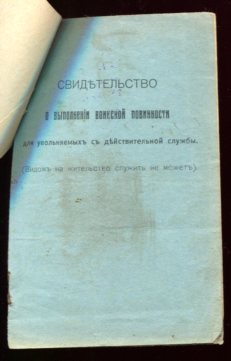 СВИДѢТЕЛЬСТВО
О ВЫПОЛНЕНІИ ВОИНСКОЙ ПОВИННОСТИ
для увольняемыхъ съ дѣйствительной службы.
(Видомъ на жительство служить не можетъ).